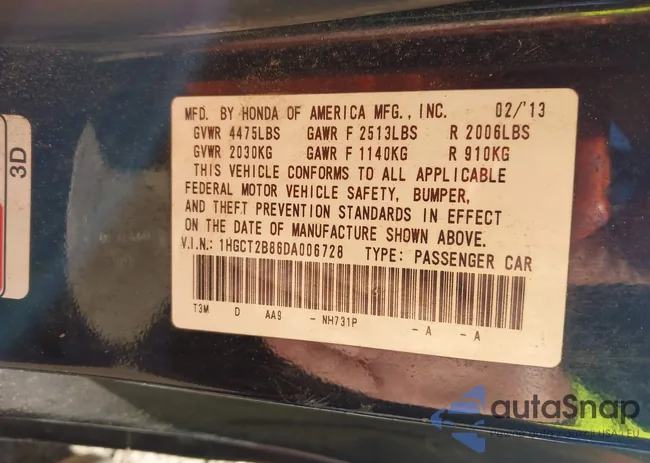 3D
MFD. BY HONDA OF AMERICA MFG., INC. 02/'13
GVWR 4475LBS GAWR F 2513LBS R 2006LBS
GVWR 2030KG GAWR F 1140KG R 910KG
THIS VEHICLE CONFORMS TO ALL APPLICABLE
FEDERAL MOTOR VEHICLE SAFETY, BUMPER,
AND THEFT PREVENTION STANDARDS IN EFFECT
ON THE DATE OF MANUFACTURE SHOWN ABOVE.
V.I.N.: 1HGCT2B86DA006728 TYPE: PASSENGER CAR
T3M D AA9 - NH731P - A - A
autaSnap